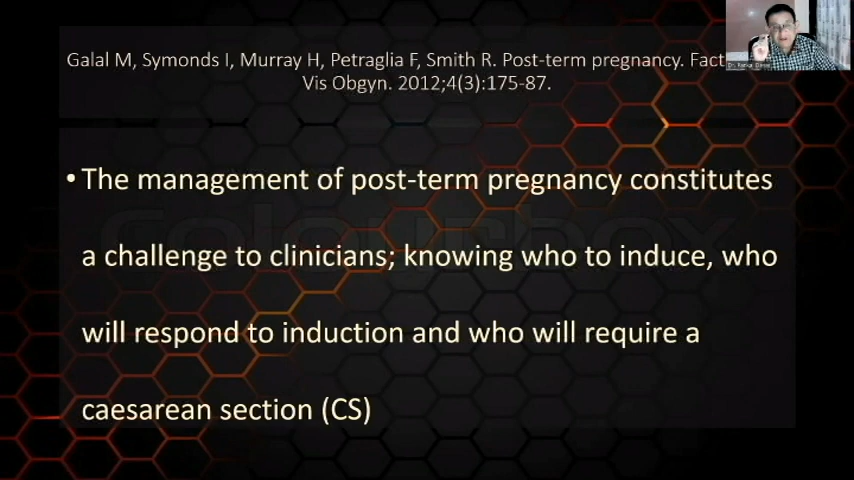 Galal M, Symonds I, Murray H, Petraglia F, Smith R. Post-term pregnancy. Fact
Vis Obgyn. 2012;4(3):175-87.
• The management of post-term pregnancy constitutes
a challenge to clinicians; knowing who to induce, who
will respond to induction and who will require a
caesarean section (CS)